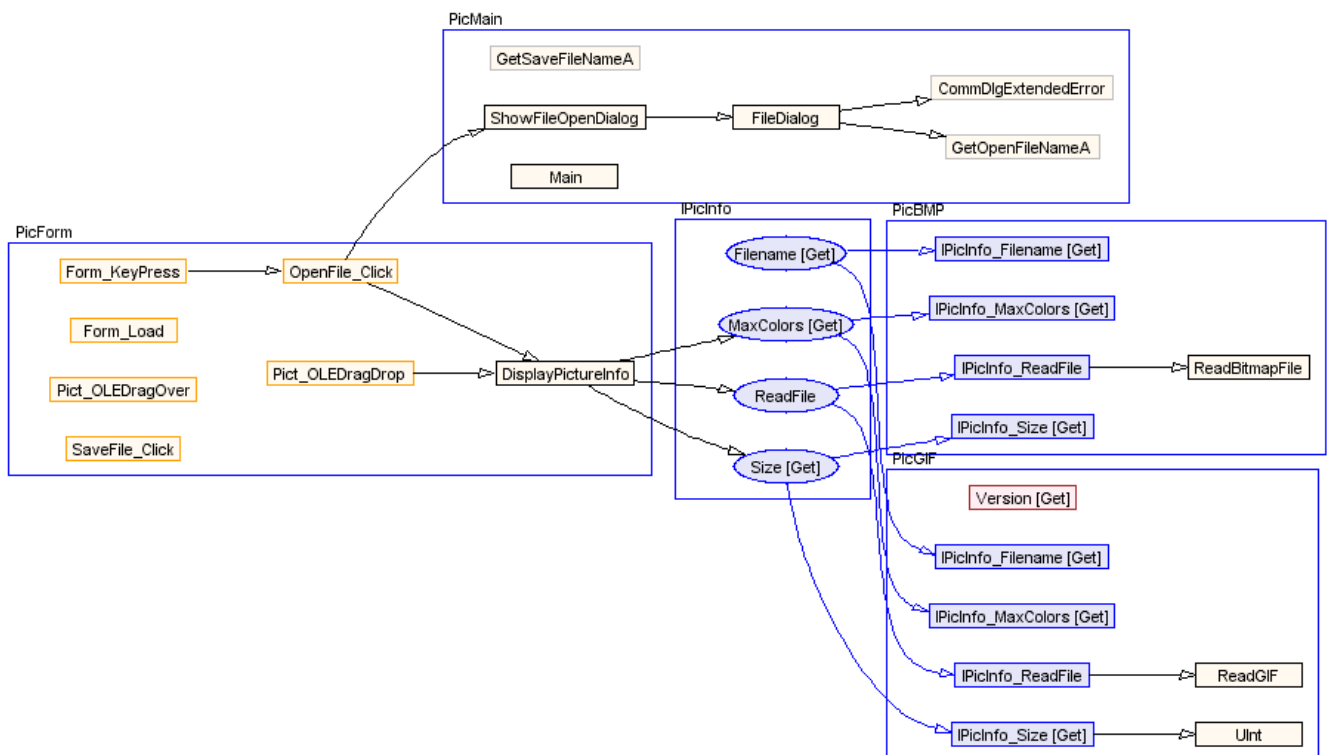 PicMain
GetSaveFileNameA
CommDlgExtendedError
ShowFileOpenDialog
FileDialog
GetOpenFileNameA
Main
IPicInfo
PicBMP
PicForm
Filename [Get]
IPicInfo_Filename [Get]
Form_KeyPress
OpenFile_Click
MaxColors [Get]
IPicInfo_MaxColors [Get]
Form_Load
Pict_OLEDragDrop
DisplayPictureInfo
IPicInfo_ReadFile
ReadBitmapFile
Pict_OLEDragOver
ReadFile
IPicInfo_Size [Get]
SaveFile_Click
Size [Get]
PicGIF
Version [Get]
IPicInfo_Filename [Get]
IPicInfo_MaxColors [Get]
IPicInfo_ReadFile
ReadGIF
IPicInfo_Size [Get]
UInt